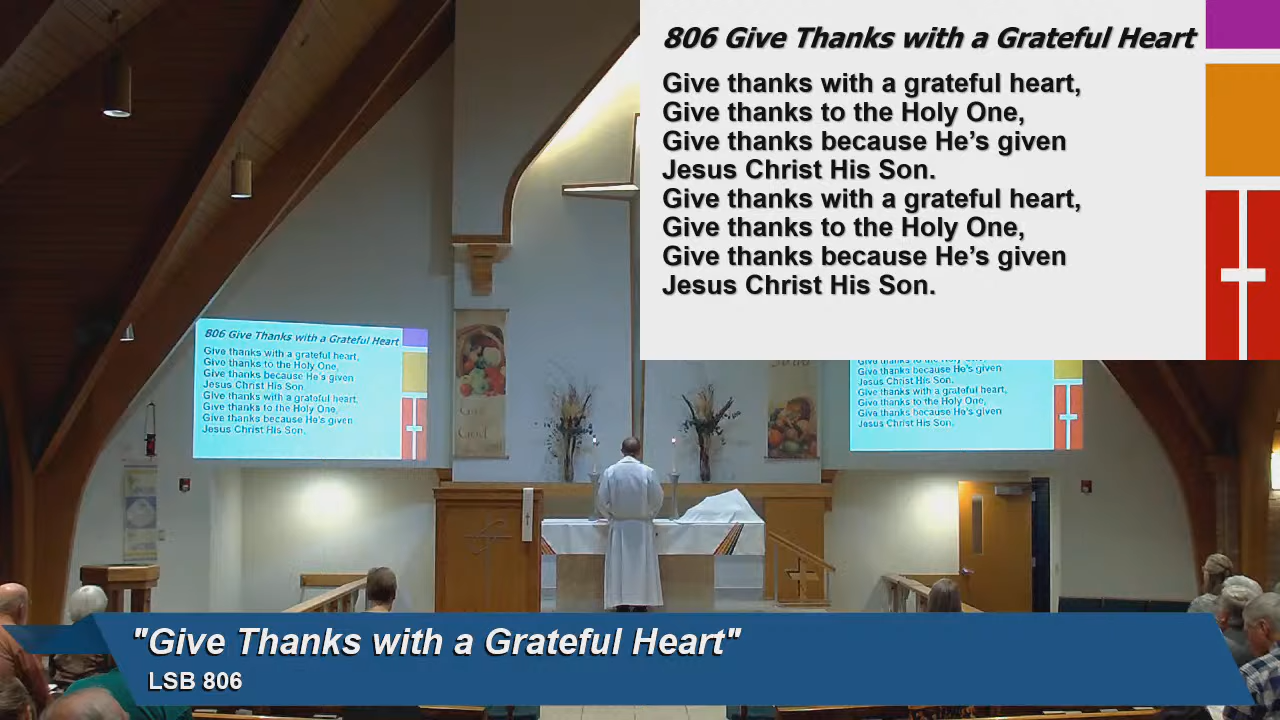 806 Give Thanks with a Grateful Heart
Give thanks with a grateful heart,
Give thanks to the Holy One,
Give thanks because He's given
Jesus Christ His Son.
Give thanks with a grateful heart,
Give thanks to the Holy One,
Give thanks because He's given
Jesus Christ His Son.
806 Give Thanks with a Grateful Heart
Give thanks with a grateful heart,
Give thanks to the Holy One,
Give thanks because He's given
Jesus Christ His Son.
Give thanks with a grateful heart,
Give thanks to the Holy One,
Give thanks because He's given
Jesus Christ His Son.
Give thanks to the Holy One,
Give thanks because He's given
Jesus Christ His Son.
Give thanks with a grateful heart,
Give thanks to the Holy One,
Give thanks because He's given
Jesus Christ His Son.
"Give Thanks with a Grateful Heart"
LSB 806